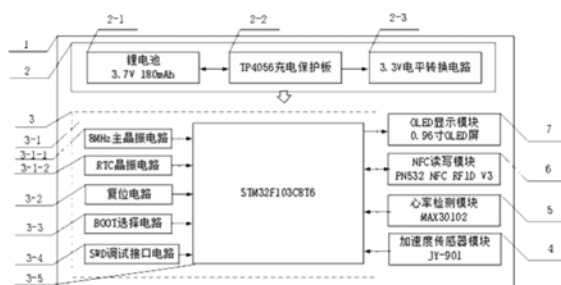 2-1
2-2
2-3
1
2
锂电池
3.7V 180mAh
TP4056充电保护板
3.3V电平转换电路
3
3-1
3-1-1
3-1-2
3-2
3-3
3-4
3-5
8MHz主晶振电路
RTC晶振电路
复位电路
BOOT选择电路
SWD调试接口电路
STM32F103C8T6
OLED显示模块
0.96寸OLED屏
NFC读写模块
PN532 NFC RFID V3
心率检测模块
MAX30102
加速度传感器模块
JY-901
7
6
5
4